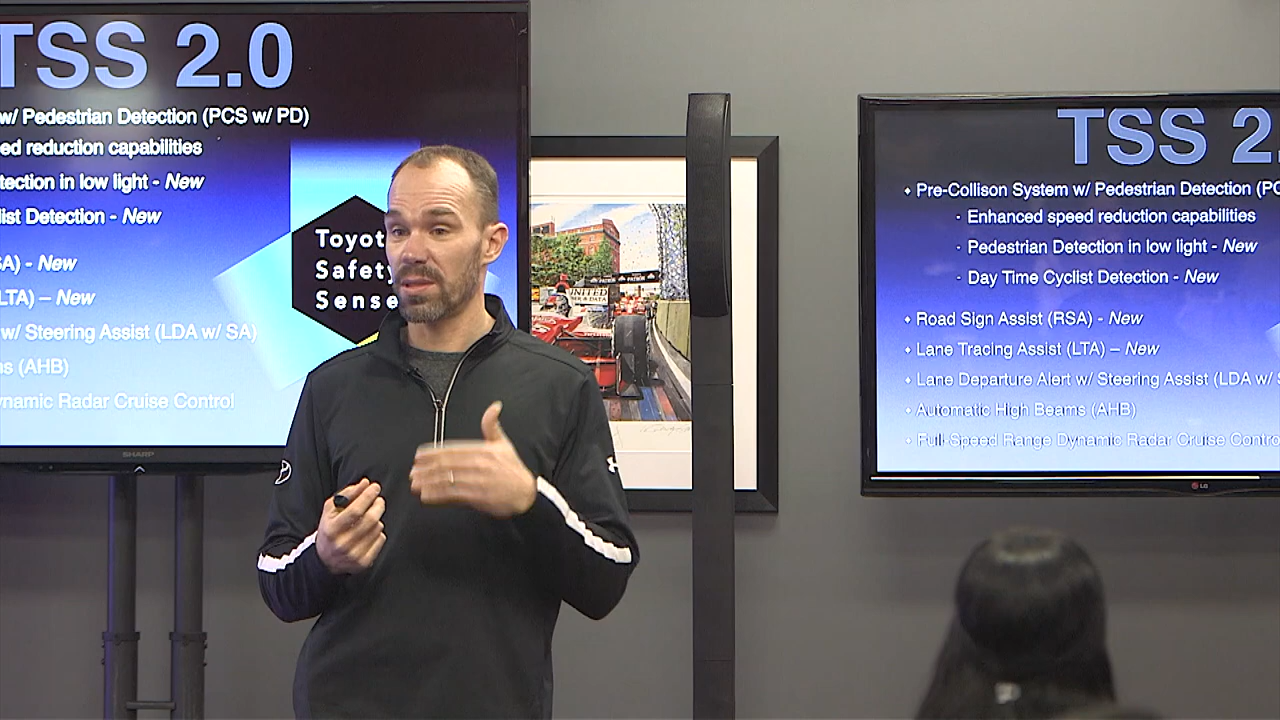 TSS 2.0
w/ Pedestrian Detection (PCS w/ PD)
ed reduction capabilities
tection in low light - New
list Detection - New
SA) - New
LTA) – New
w/ Steering Assist (LDA w/ SA)
ns (AHB)
ynamic Radar Cruise Control
Toyot
Safety
Sense
SHARP
UNITED
TSS 2.
Pre-Collison System w/ Pedestrian Detection (PC
- Enhanced speed reduction capabilities
- Pedestrian Detection in low light - New
- Day Time Cyclist Detection - New
Road Sign Assist (RSA) - New
Lane Tracing Assist (LTA) – New
Lane Departure Alert w/ Steering Assist (LDA w/ S
Automatic High Beams (AHB)
Full-Speed Range Dynamic Radar Cruise Contro
LG